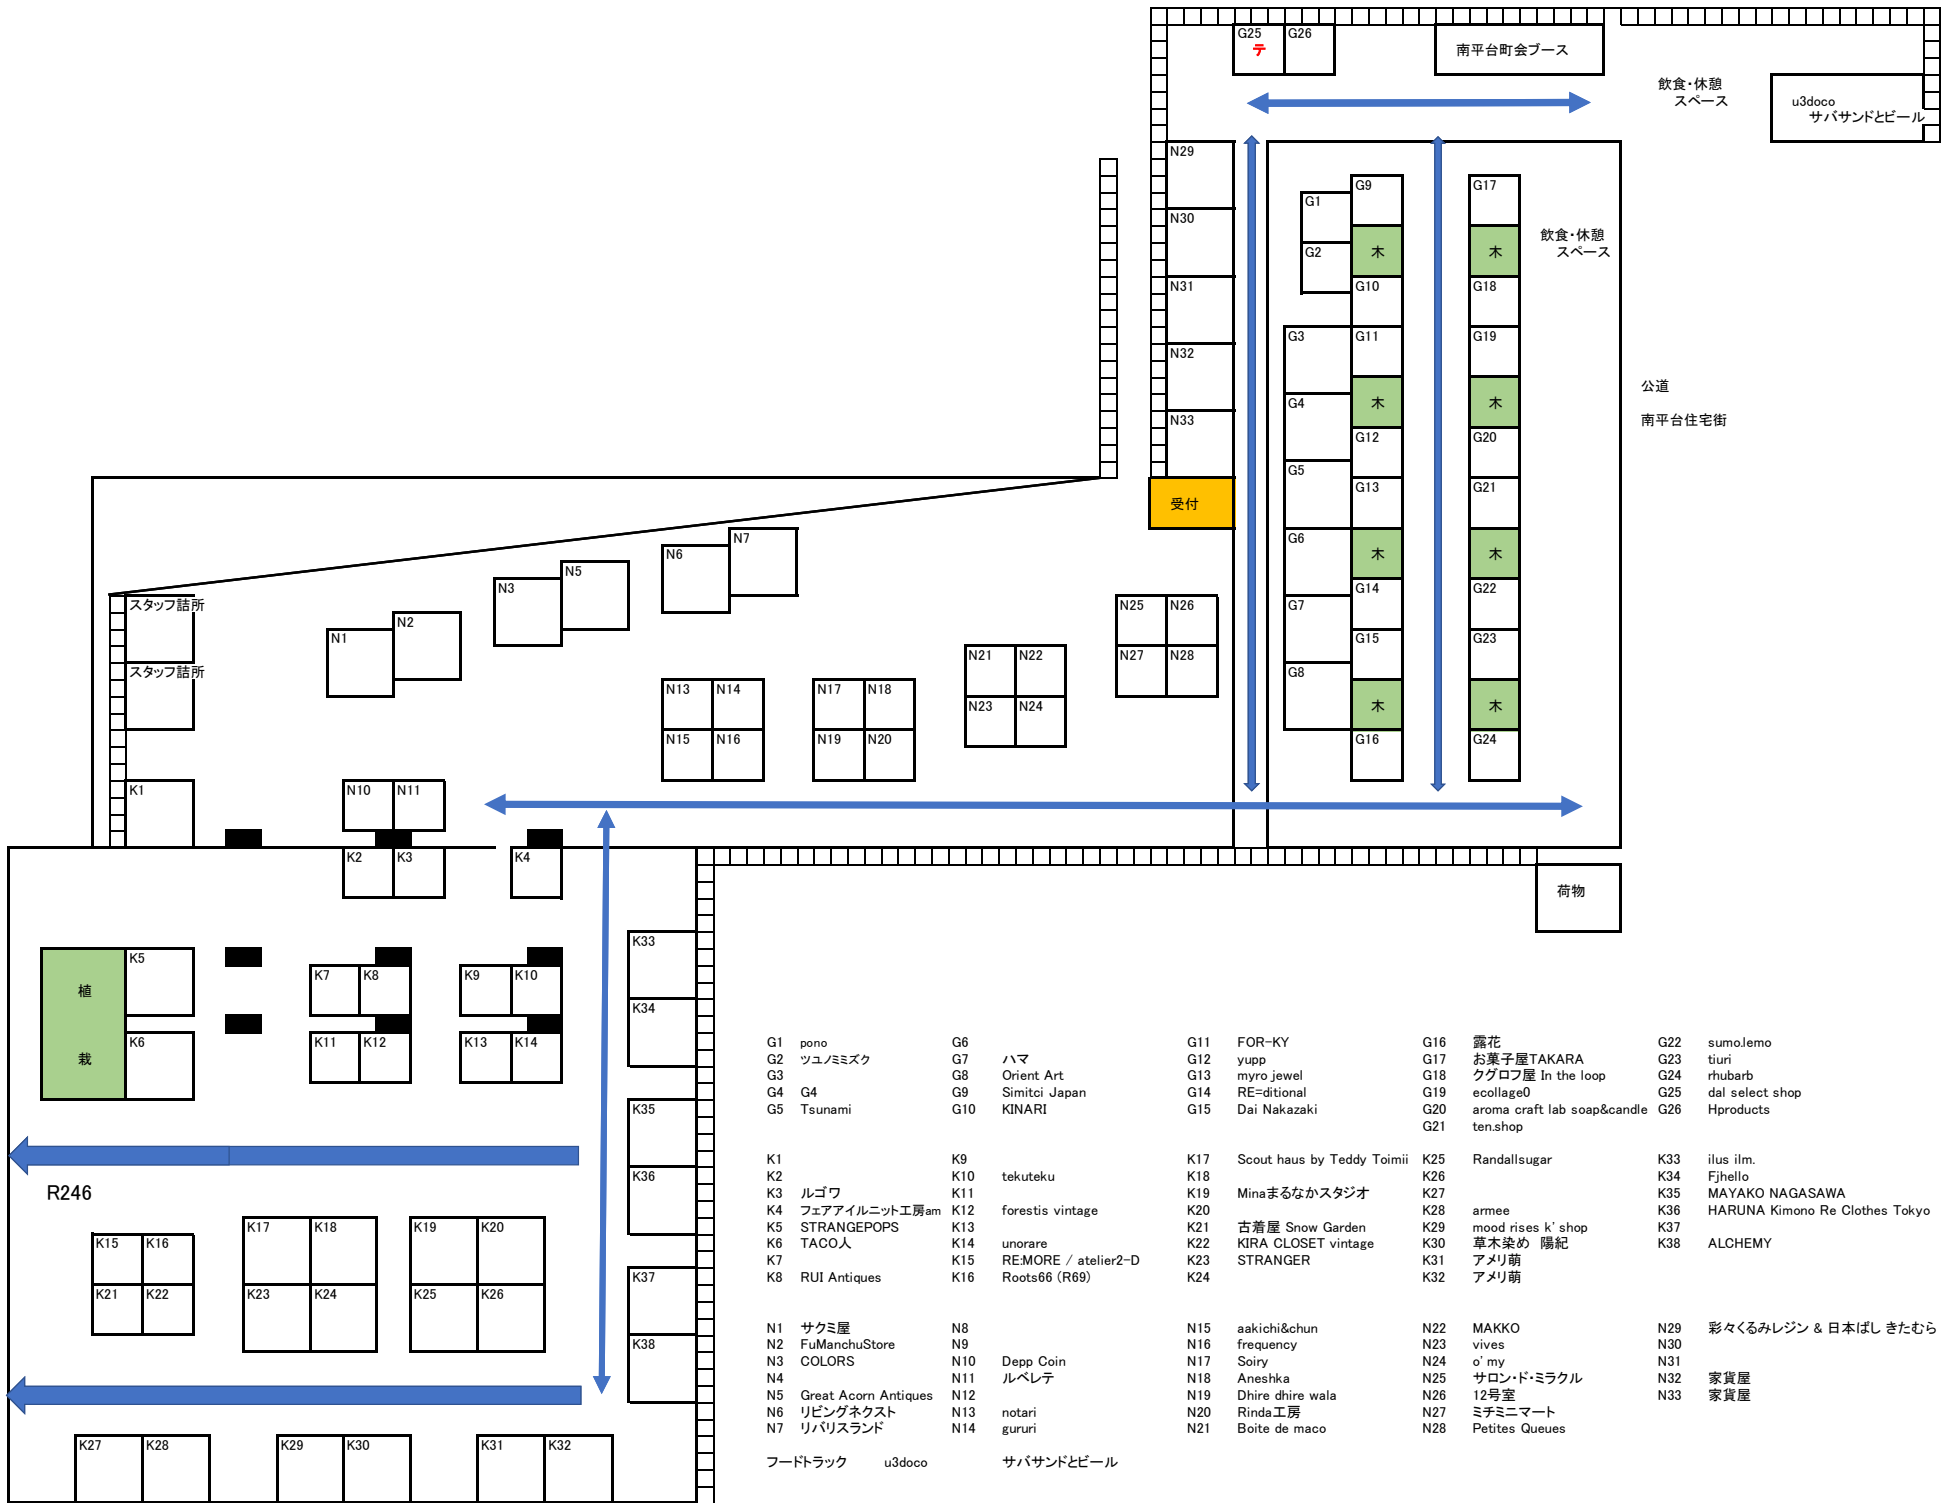 G25 G26
テ
南平台町会ブース
飲食・休憩
スペース
u3doco
サバサンドとビール
N29
G9 G17
G1
N30
飲食・休憩
スペース
G2 木 木
N31 G10 G18
G3 G11 G19
N32
公道
G4 木 木
N33
南平台住宅街
G12 G20
G5
G13 G21
受付
N7
G6
N6 木 木
N5
N3
G14 G22
スタッフ詰所
N25 N26
G7
N2
N1
G15 G23
N21 N22 N27 N28
スタッフ詰所
G8
N13 N14 N17 N18
N23 N24 木 木
N15 N16 N19 N20 G16 G24
K1 N10 N11
K2 K3 K4
荷物
K33
K5
K7 K8 K9 K10
植
K34
K6 K11 K12 K13 K14
栽
K35
K36
R246
K17 K18 K19 K20
K15 K16
K37
K21 K22 K23 K24 K25 K26
K38
K27 K28 K29 K30 K31 K32
G1 pono G6 G11 FOR-KY G16 露花 G22 sumo.lemo
G2 ツユノミミズク G7 ハマ G12 yupp G17 お菓子屋TAKARA G23 tiuri
G3 G8 Orient Art G13 myro jewel G18 クグロフ屋 In the loop G24 rhubarb
G4 G4 G9 Simitci Japan G14 RE=ditional G19 ecollage0 G25 dal select shop
G5 Tsunami G10 KINARI G15 Dai Nakazaki G20 aroma craft lab soap&candle G26 Hproducts
G21 ten.shop
K1 K9 K17 Scout haus by Teddy Toimii K25 Randallsugar K33 ilus ilm.
K2 K10 tekuteku K18 K26 K34 Fjhello
K3 ルゴワ K11 K19 Minaまるなかスタジオ K27 K35 MAYAKO NAGASAWA
K4 フェアアイルニット工房am K12 forestis vintage K20 K28 armee K36 HARUNA Kimono Re Clothes Tokyo
K5 STRANGEPOPS K13 K21 古着屋 Snow Garden K29 mood rises k' shop K37
K6 TACO人 K14 unorare K22 KIRA CLOSET vintage K30 草木染め 陽紀 K38 ALCHEMY
K7 K15 RE:MORE / atelier2-D K23 STRANGER K31 アメリ萌
K8 RUI Antiques K16 Roots66 (R69) K24 K32 アメリ萌
N1 サクミ屋 N8 N15 aakichi&chun N22 MAKKO N29 彩々くるみレジン & 日本ばし きたむら
N2 FuManchuStore N9 N16 frequency N23 vives N30
N3 COLORS N10 Depp Coin N17 Soiry N24 o' my N31
N4 N11 ルベレテ N18 Aneshka N25 サロン・ド・ミラクル N32 家貨屋
N5 Great Acorn Antiques N12 N19 Dhire dhire wala N26 12号室 N33 家貨屋
N6 リビングネクスト N13 notari N20 Rinda工房 N27 ミチミニマート
N7 リバリスランド N14 gururi N21 Boite de maco N28 Petites Queues
フードトラック u3doco サバサンドとビール